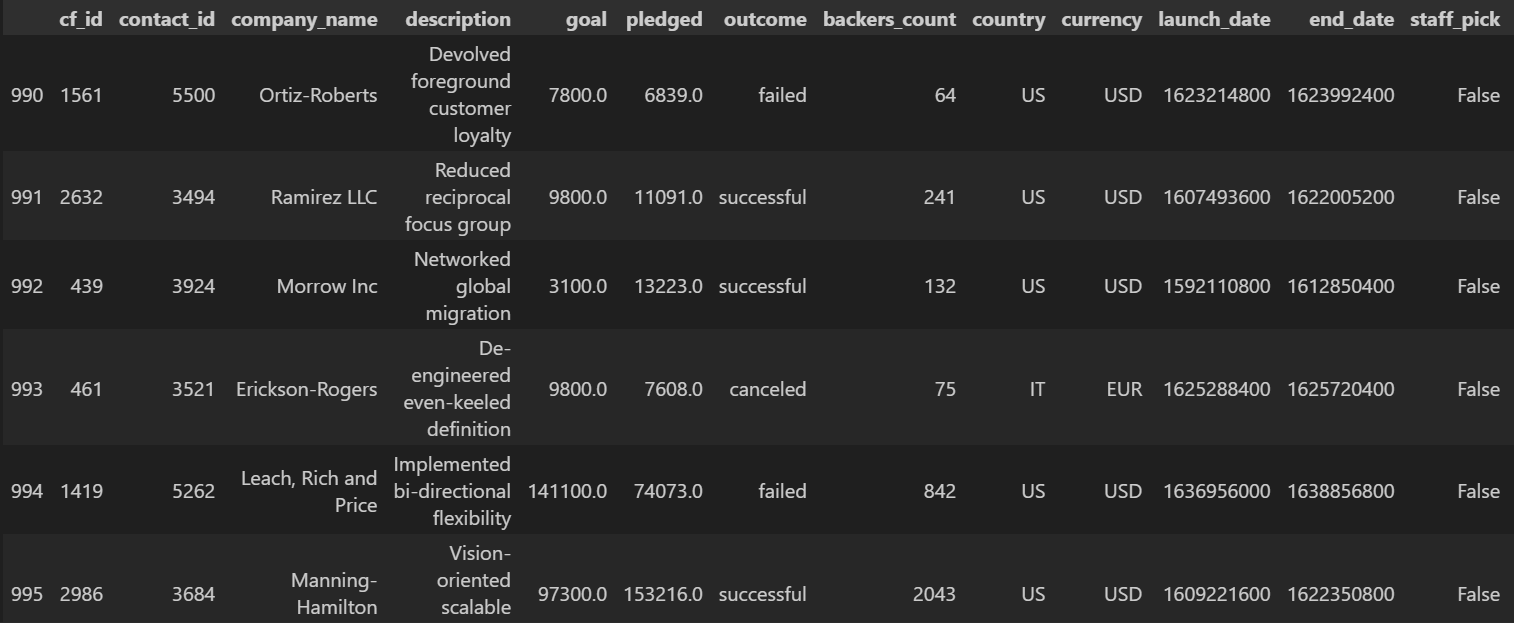 cf_id contact_id company_name description goal pledged outcome backers_count country currency launch_date end_date staff_pick
Devolved
foreground
990 1561 5500 Ortiz-Roberts 7800.0 6839.0 failed 64 US USD 1623214800 1623992400 False
customer
loyalty
Reduced
991 2632 3494 Ramirez LLC reciprocal 9800.0 11091.0 successful 241 US USD 1607493600 1622005200 False
focus group
Networked
992 439 3924 Morrow Inc global 3100.0 13223.0 successful 132 US USD 1592110800 1612850400 False
migration
De-
engineered
993 461 3521 Erickson-Rogers 9800.0 7608.0 canceled 75 IT EUR 1625288400 1625720400 False
even-keeled
definition
Implemented
Leach, Rich and
994 1419 5262 bi-directional 141100.0 74073.0 failed 842 US USD 1636956000 1638856800 False
Price
flexibility
Vision-
oriented
Manning-
995 2986 3684 97300.0 153216.0 successful 2043 US USD 1609221600 1622350800 False
Hamilton scalable